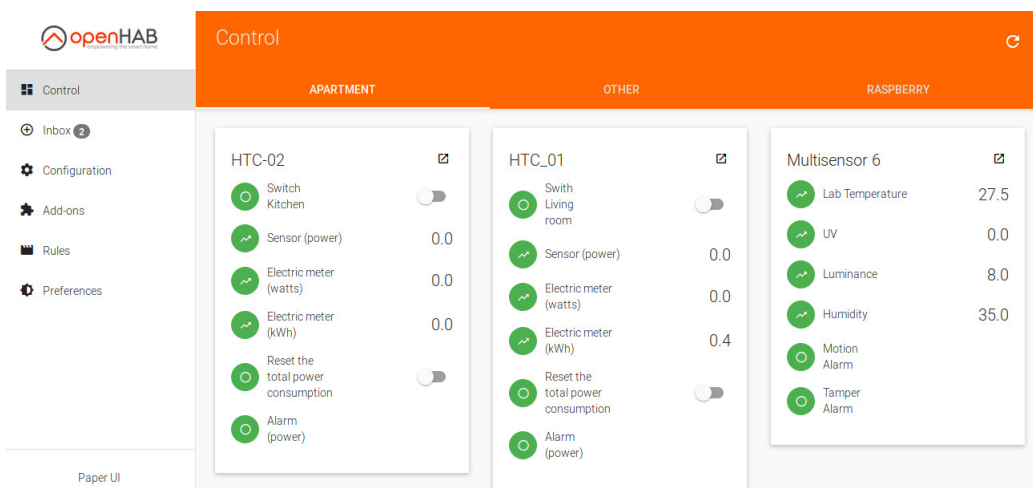 openHAB
empowering the smart home
Control
Inbox 2
Configuration
Add-ons
Rules
Preferences
Paper UI
Control
APARTMENT
OTHER
RASPBERRY
HTC-02
Switch
Kitchen
Sensor (power) 0.0
Electric meter
(watts) 0.0
Electric meter
(kWh) 0.0
Reset the
total power
consumption
Alarm
(power)
HTC_01
Swith
Living
room
Sensor (power) 0.0
Electric meter
(watts) 0.0
Electric meter
(kWh) 0.4
Reset the
total power
consumption
Alarm
(power)
Multisensor 6
Lab Temperature 27.5
UV 0.0
Luminance 8.0
Humidity 35.0
Motion
Alarm
Tamper
Alarm